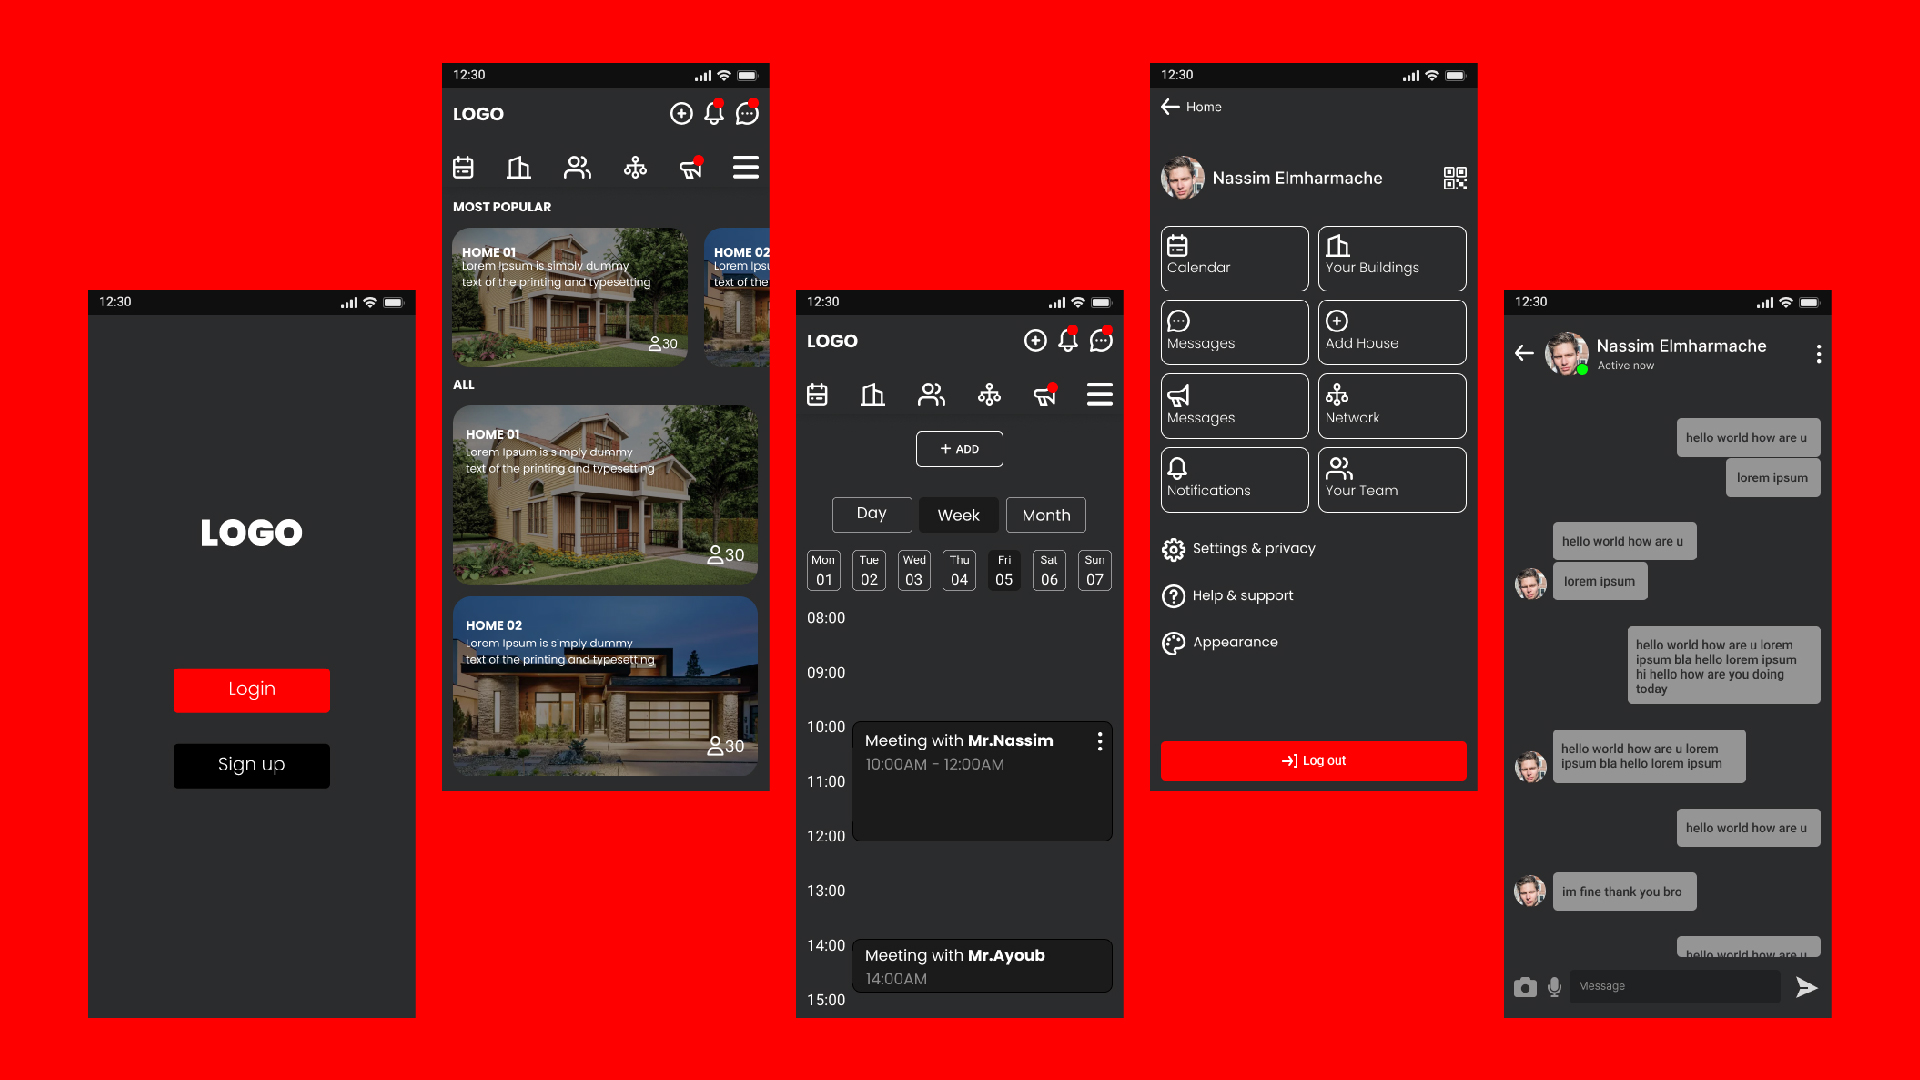 12:30
LOGO
Login
Sign up
12:30
LOGO
MOST POPULAR
HOME 01
Lorem Ipsum is simply dummy
text of the printing and typesetting
30
HOME 02
Lorem Ipsu
text of the
ALL
HOME 01
Lorem Ipsum is simply dummy
text of the printing and typesetting
30
HOME 02
Lorem Ipsum is simply dummy
text of the printing and typesetting
30
12:30
LOGO
+ ADD
Day Week Month
Mon Tue Wed Thu Fri Sat Sun
01 02 03 04 05 06 07
08:00
09:00
10:00
Meeting with Mr.Nassim
10:00AM - 12:00AM
11:00
12:00
13:00
14:00
Meeting with Mr.Ayoub
14:00AM
15:00
12:30
Home
Nassim Elmharmache
Calendar
Your Buildings
Messages
Add House
Messages
Network
Notifications
Your Team
Settings & privacy
Help & support
Appearance
Log out
12:30
Nassim Elmharmache
Active now
hello world how are u
lorem ipsum
hello world how are u
lorem ipsum
hello world how are u lorem
ipsum bla hello lorem ipsum
hi hello how are you doing
today
hello world how are u lorem
ipsum bla hello lorem ipsum
hello world how are u
im fine thank you bro
hello world how are u
Message